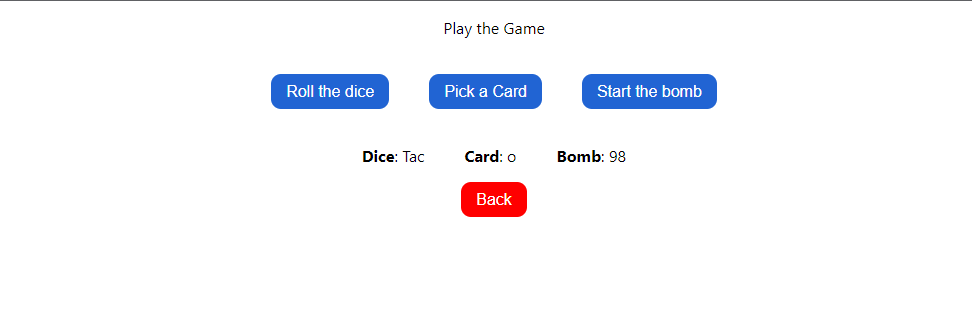 Play the Game
Roll the dice Pick a Card Start the bomb
Dice: Tac Card: o Bomb: 98
Back